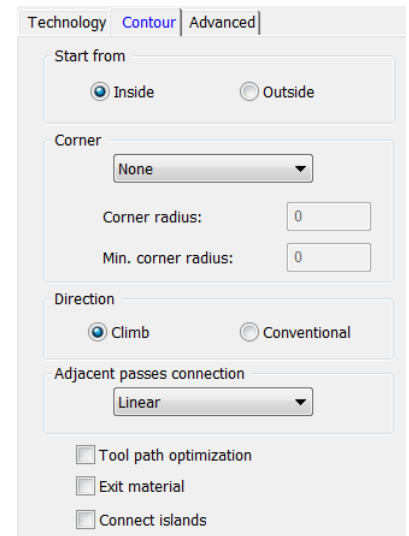 Technology Contour Advanced
Start from
Inside Outside
Corner
None
Corner radius: 0
Min. corner radius: 0
Direction
Climb Conventional
Adjacent passes connection
Linear
Tool path optimization
Exit material
Connect islands